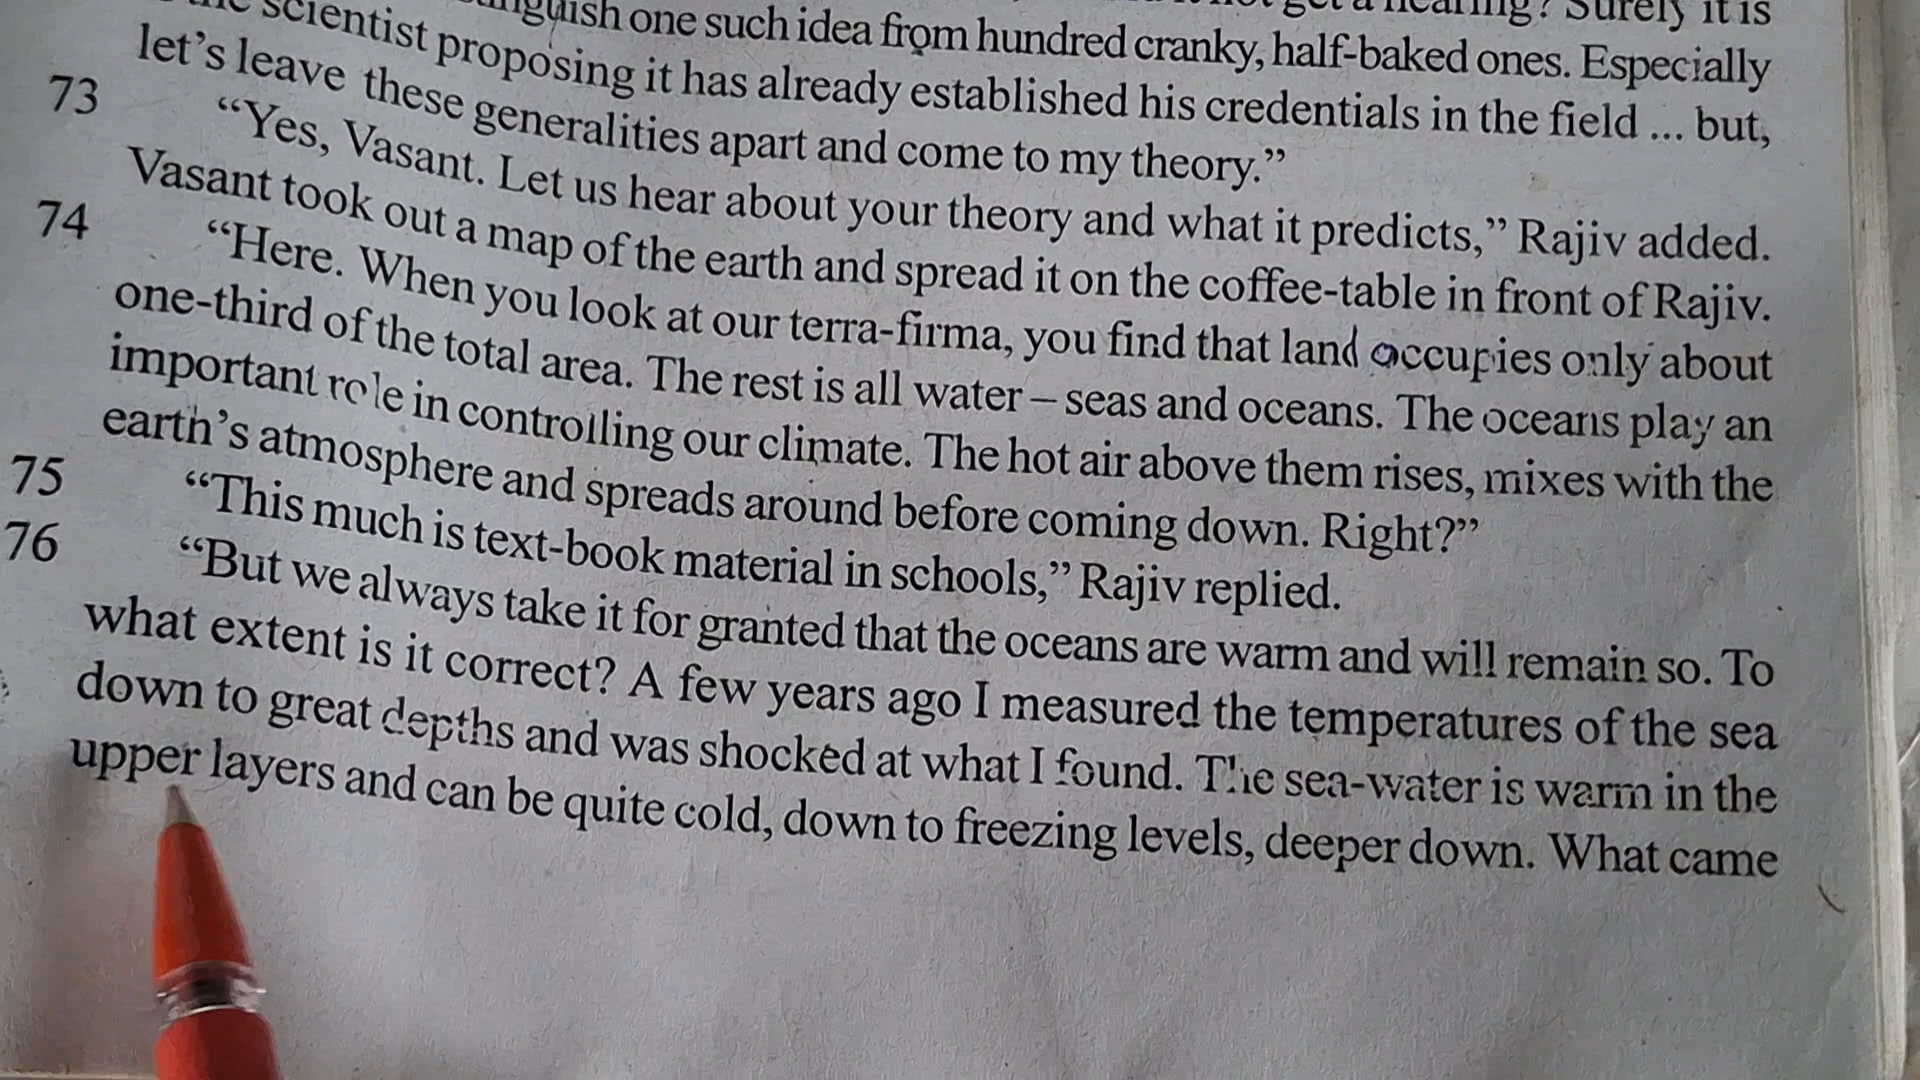 scientist proposing it has already established his credentials in the field ... but,
let's leave these generalities apart and come to my theory."
73 "Yes, Vasant. Let us hear about your theory and what it predicts," Rajiv added.
Vasant took out a map of the earth and spread it on the coffee-table in front of Rajiv.
74 "Here. When you look at our terra-firma, you find that land occupies only about
one-third of the total area. The rest is all water – seas and oceans. The oceans play an
important role in controlling our climate. The hot air above them rises, mixes with the
earth's atmosphere and spreads around before coming down. Right?"
75 "This much is text-book material in schools," Rajiv replied.
76 "But we always take it for granted that the oceans are warm and will remain so. To
what extent is it correct? A few years ago I measured the temperatures of the sea
down to great depths and was shocked at what I found. The sea-water is warm in the
upper layers and can be quite cold, down to freezing levels, deeper down. What came